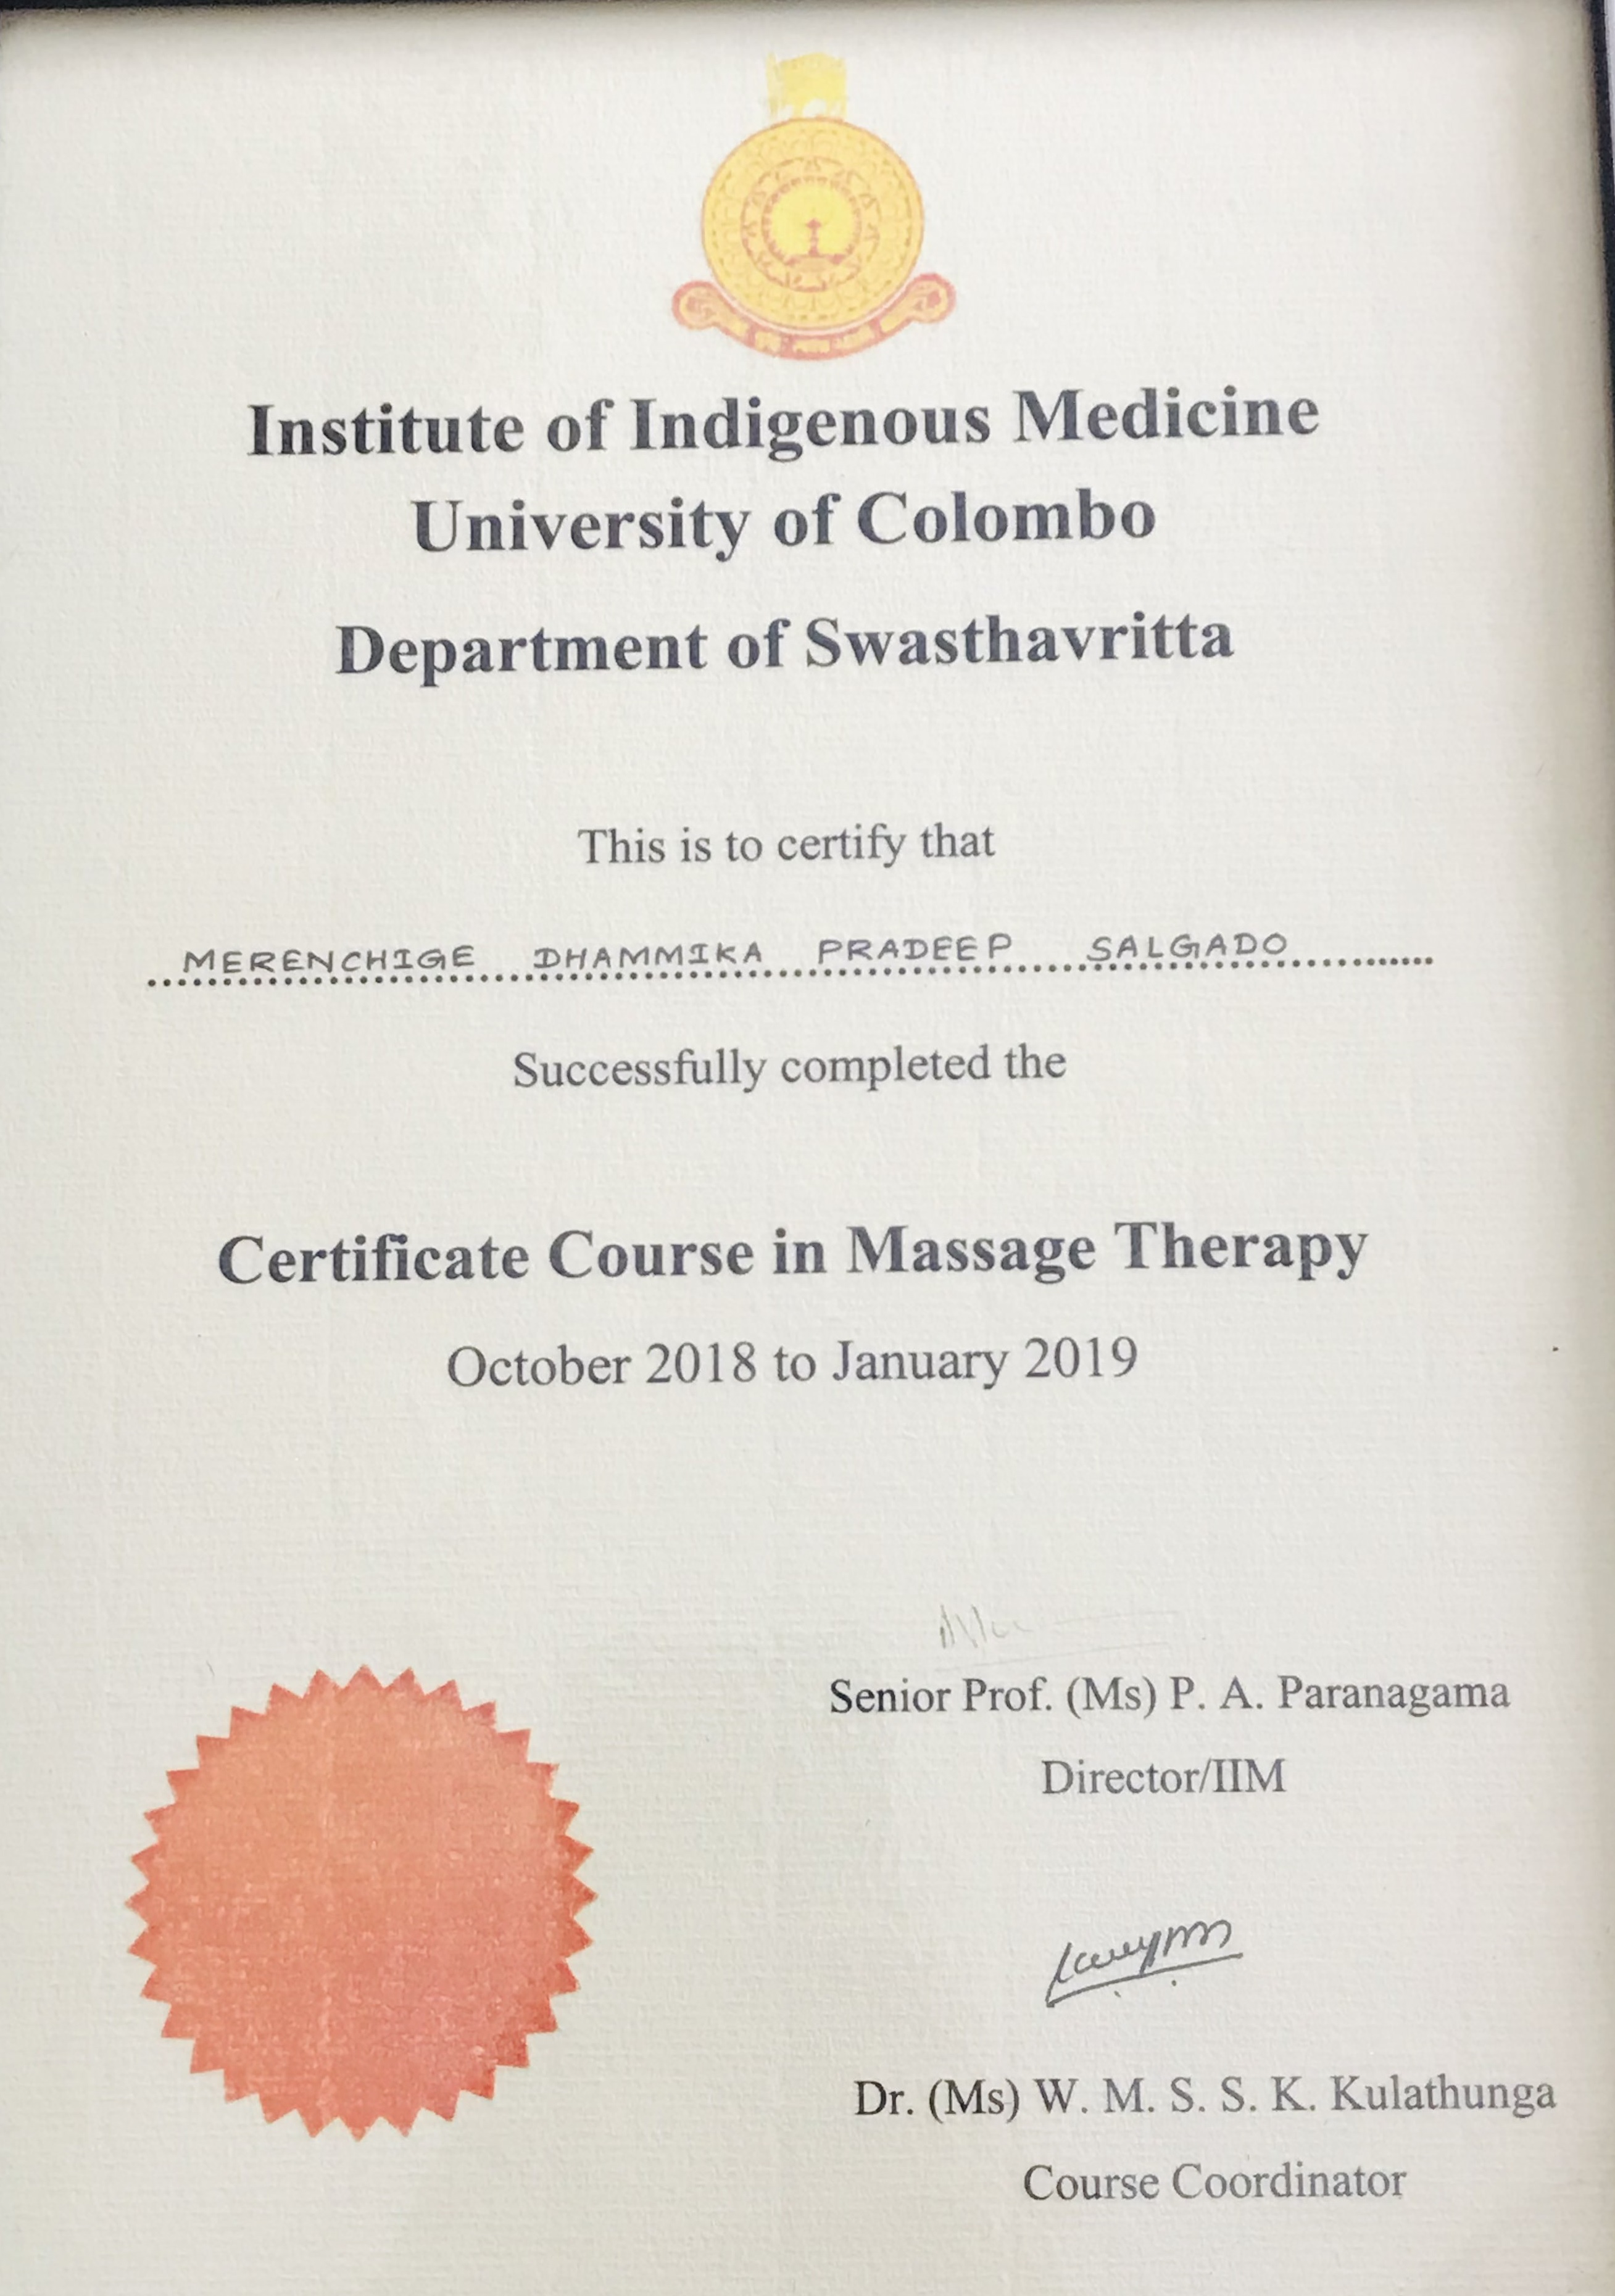 Institute of Indigenous Medicine
University of Colombo
Department of Swasthavritta
This is to certify that
MERENCHIGE DHAMMIKA PRADEEP SALGADO
Successfully completed the
Certificate Course in Massage Therapy
October 2018 to January 2019
Senior Prof. (Ms) P. A. Paranagama
Director/IIM
Dr. (Ms) W. M. S. S. K. Kulathunga
Course Coordinator